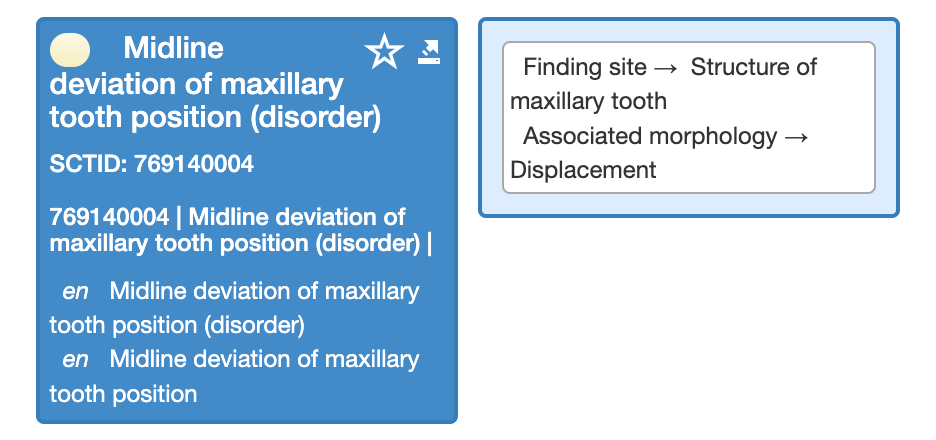 Midline
deviation of maxillary
tooth position (disorder)
SCTID: 769140004
769140004 | Midline deviation of
maxillary tooth position (disorder) |
en Midline deviation of maxillary
tooth position (disorder)
en Midline deviation of maxillary
tooth position
Finding site → Structure of
maxillary tooth
Associated morphology →
Displacement